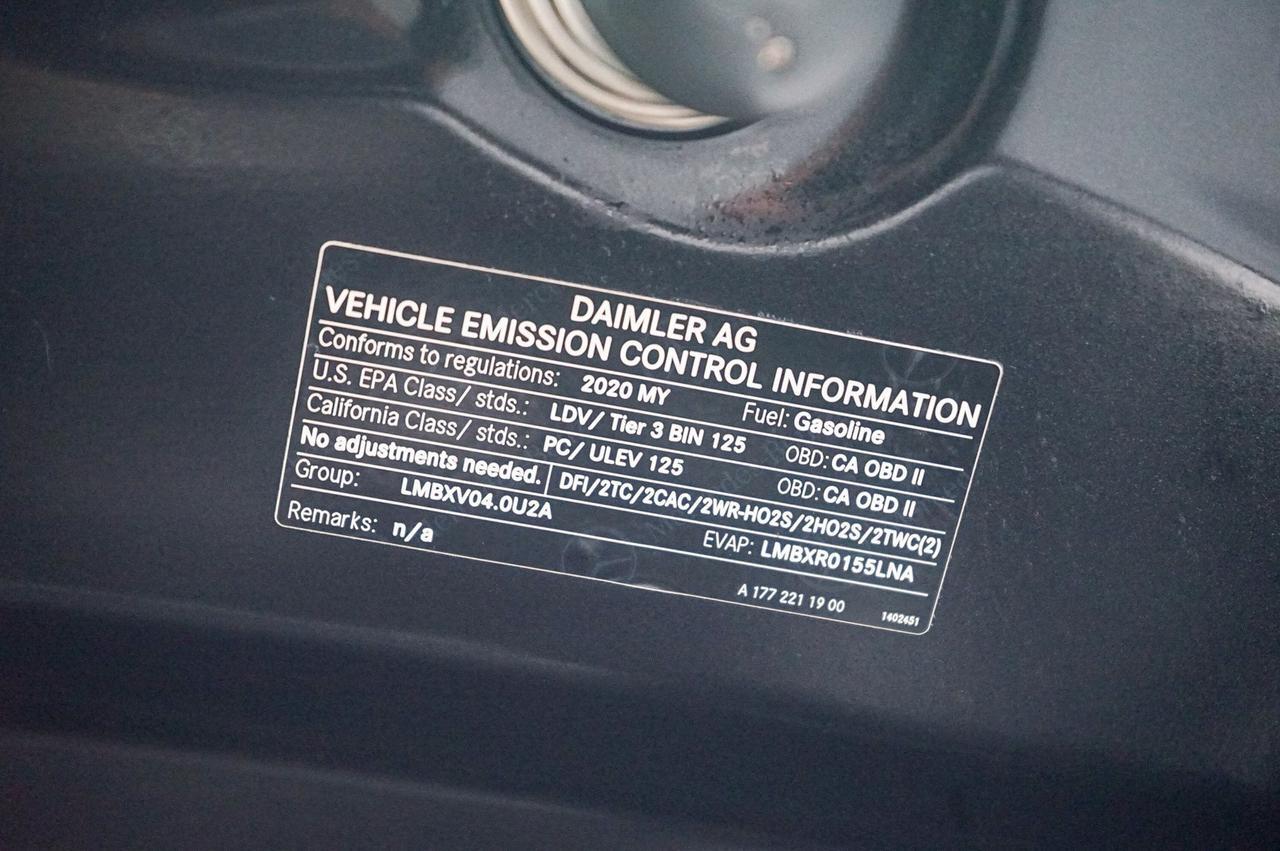 DAIMLER AG
VEHICLE EMISSION CONTROL INFORMATION
Conforms to regulations: 2020 MY Fuel: Gasoline
U.S. EPA Class/ stds.: LDV/ Tier 3 BIN 125 OBD: CA OBD II
California Class/ stds.: PC/ ULEV 125 OBD: CA OBD II
No adjustments needed. DFI/2TC/2CAC/2WR-HO2S/2HO2S/2TWC(2)
Group: LMBXV04.0U2A EVAP: LMBXR0155LNA
Remarks: n/a
A 177 221 19 00 1402451